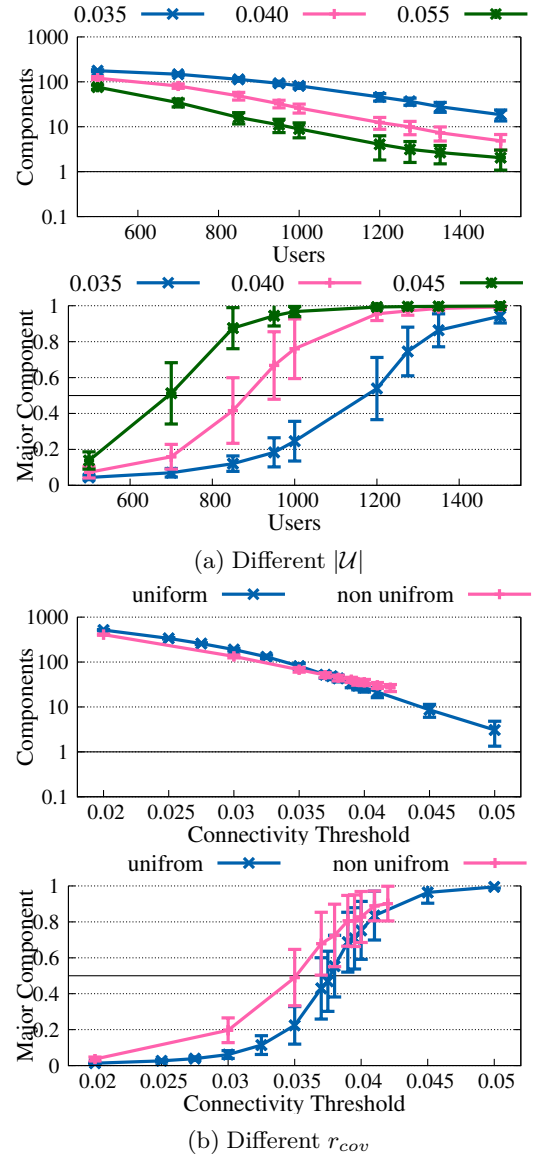 0.035 0.040 0.055
1000
100
10
1
0.1
Components
600 800 1000 1200 1400
Users
0.035 0.040 0.045
1
0.8
0.6
0.4
0.2
0
Major Component
600 800 1000 1200 1400
Users
(a) Different |𝒰|
uniform non unifrom
1000
100
10
1
0.1
Components
0.02 0.025 0.03 0.035 0.04 0.045 0.05
Connectivity Threshold
unifrom non unifrom
1
0.8
0.6
0.4
0.2
0
Major Component
0.02 0.025 0.03 0.035 0.04 0.045 0.05
Connectivity Threshold
(b) Different r_cov